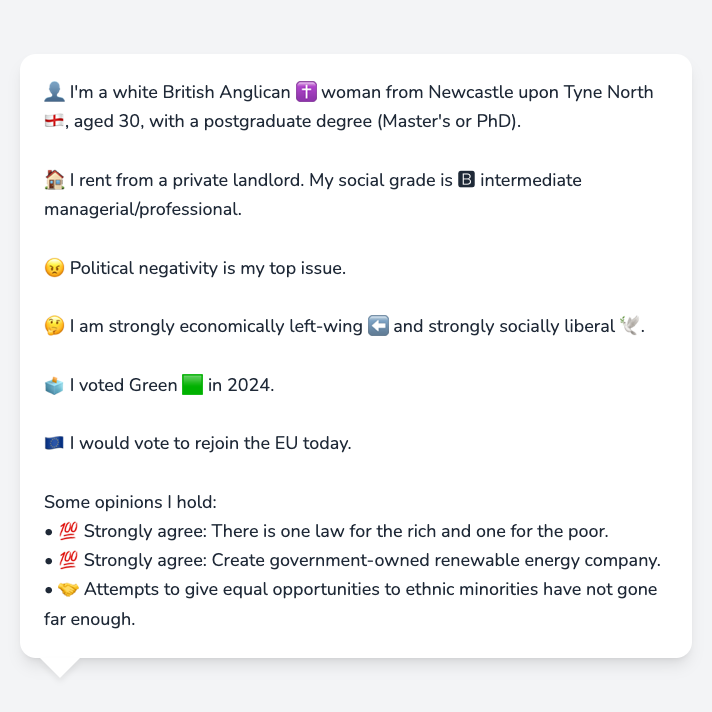 👤 I'm a white British Anglican ✝️ woman from Newcastle upon Tyne North
🏴󠁧󠁢󠁥󠁮󠁧󠁿, aged 30, with a postgraduate degree (Master's or PhD).
🏠 I rent from a private landlord. My social grade is 🅱 intermediate
managerial/professional.
😠 Political negativity is my top issue.
🤔 I am strongly economically left-wing ⬅️ and strongly socially liberal 🕊️.
🗳️ I voted Green 🟩 in 2024.
🇪🇺 I would vote to rejoin the EU today.
Some opinions I hold:
• 💯 Strongly agree: There is one law for the rich and one for the poor.
• 💯 Strongly agree: Create government-owned renewable energy company.
• 🤝 Attempts to give equal opportunities to ethnic minorities have not gone
far enough.